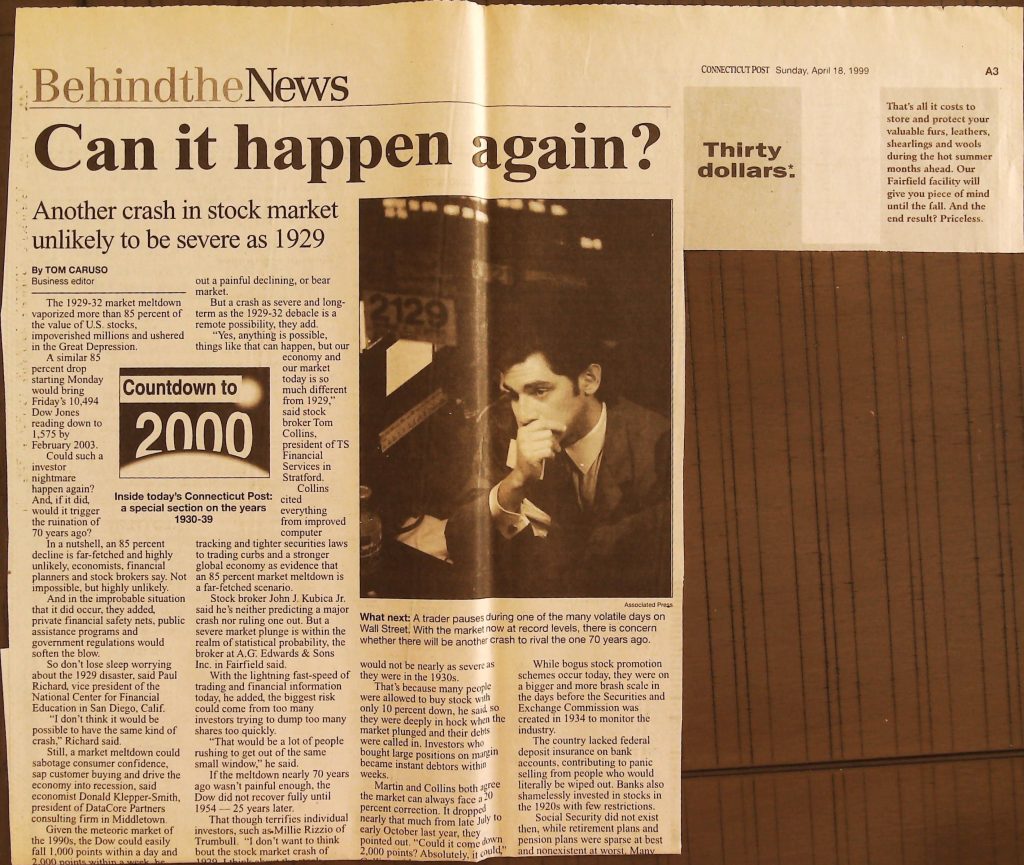 CONNECTICUT POST Sunday, April 18, 1999
A3
BehindtheNews
Can it happen again?
Another crash in stock market
unlikely to be severe as 1929
By TOM CARUSO
Business editor
The 1929-32 market meltdown
vaporized more than 85 percent of
the value of U.S. stocks,
impoverished millions and ushered
in the Great Depression.
A similar 85
percent drop
starting Monday
would bring
Friday's 10,494
Dow Jones
reading down to
1,575 by
February 2003.
Could such a
investor
nightmare
happen again?
And, if it did,
would it trigger
the ruination of
70 years ago?
In a nutshell, an 85 percent
decline is far-fetched and highly
unlikely, economists, financial
planners and stock brokers say. Not
impossible, but highly unlikely.
And in the improbable situation
that it did occur, they added,
private financial safety nets, public
assistance programs and
government regulations would
soften the blow.
So don't lose sleep worrying
about the 1929 disaster, said Paul
Richard, vice president of the
National Center for Financial
Education in San Diego, Calif.
"I don't think it would be
possible to have the same kind of
crash," Richard said.
Still, a market meltdown could
sabotage consumer confidence,
sap customer buying and drive the
economy into recession, said
economist Donald Klepper-Smith,
president of DataCore Partners
consulting firm in Middletown.
Given the meteoric market of
the 1990s, the Dow could easily
fall 1,000 points within a day and
2,000 points within a week, he
Countdown to
2000
Inside today's Connecticut Post:
a special section on the years
1930-39
out a painful declining, or bear
market.
But a crash as severe and long-
term as the 1929-32 debacle is a
remote possibility, they add.
"Yes, anything is possible,
things like that can happen, but our
economy and
our market
today is so
much different
from 1929,"
said stock
broker Tom
Collins,
president of TS
Financial
Services in
Stratford.
Collins
cited
everything
from improved
computer
tracking and tighter securities laws
to trading curbs and a stronger
global economy as evidence that
an 85 percent market meltdown is
a far-fetched scenario.
Stock broker John J. Kubica Jr.
said he's neither predicting a major
crash nor ruling one out. But a
severe market plunge is within the
realm of statistical probability, the
broker at A.G. Edwards & Sons
Inc. in Fairfield said.
With the lightning fast-speed of
trading and financial information
today, he added, the biggest risk
could come from too many
investors trying to dump too many
shares too quickly.
"That would be a lot of people
rushing to get out of the same
small window," he said.
If the meltdown nearly 70 years
ago wasn't painful enough, the
Dow did not recover fully until
1954 — 25 years later.
That though terrifies individual
investors, such as Millie Rizzio of
Trumbull. "I don't want to think
bout the stock market crash of
2129
Associated Press
What next: A trader pauses during one of the many volatile days on
Wall Street. With the market now at record levels, there is concern
whether there will be another crash to rival the one 70 years ago.
would not be nearly as severe as
they were in the 1930s.
That's because many people
were allowed to buy stock with
only 10 percent down, he said, so
they were deeply in hock when the
market plunged and their debts
were called in. Investors who
bought large positions on margin
became instant debtors within
weeks.
Martin and Collins both agree
the market can always face a 20
percent correction. It dropped
nearly that much from late July to
early October last year, they
pointed out. "Could it come down
2,000 points? Absolutely, it could,"
While bogus stock promotion
schemes occur today, they were on
a bigger and more brash scale in
the days before the Securities and
Exchange Commission was
created in 1934 to monitor the
industry.
The country lacked federal
deposit insurance on bank
accounts, contributing to panic
selling from people who would
literally be wiped out. Banks also
shamelessly invested in stocks in
the 1920s with few restrictions.
Social Security did not exist
then, while retirement plans and
pension plans were sparse at best
and nonexistent at worst. Many
Thirty
dollars.*
That's all it costs to
store and protect your
valuable furs, leathers,
shearlings and wools
during the hot summer
months ahead. Our
Fairfield facility will
give you piece of mind
until the fall. And the
end result? Priceless.